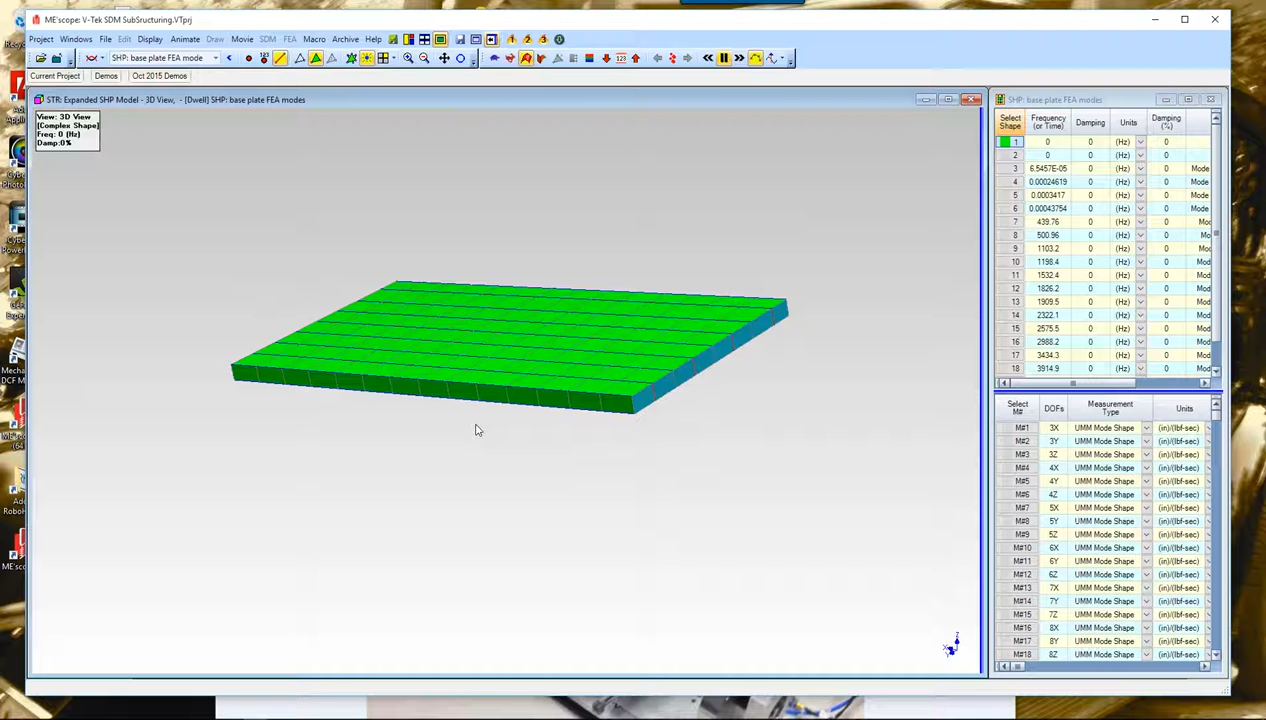 ME'scope: V-Tek SDM SubSructuring.VTprj
Project Windows File Edit Display Animate Draw Movie SDM FEA Macro Archive Help
SHP: base plate FEA mode
Current Project Demos Oct 2015 Demos
STR: Expanded SHP Model - 3D View, - [Dwell] SHP: base plate FEA modes
View: 3D View
[Complex Shape]
Freq: 0 (Hz)
Damp:0%
SHP: base plate FEA modes
Select Shape Frequency (or Time) Damping Units Damping (%)
1 0 0 (Hz) 0
2 0 0 (Hz) 0
3 6.5457E-05 0 (Hz) 0 Mode
4 0.00024619 0 (Hz) 0 Mode
5 0.0003417 0 (Hz) 0 Mode
6 0.00043754 0 (Hz) 0 Mode
7 439.76 0 (Hz) 0 Mo
8 500.96 0 (Hz) 0 Mo
9 1103.2 0 (Hz) 0 Mod
10 1198.4 0 (Hz) 0 Mod
11 1532.4 0 (Hz) 0 Mod
12 1826.2 0 (Hz) 0 Mod
13 1909.5 0 (Hz) 0 Mod
14 2322.1 0 (Hz) 0 Mod
15 2575.5 0 (Hz) 0 Mod
16 2988.2 0 (Hz) 0 Mod
17 3434.3 0 (Hz) 0 Mod
18 3914.9 0 (Hz) 0 Mod
Select M# DOFs Measurement Type Units
M#1 3X UMM Mode Shape (in)/(lbf-sec)
M#2 3Y UMM Mode Shape (in)/(lbf-sec)
M#3 3Z UMM Mode Shape (in)/(lbf-sec)
M#4 4X UMM Mode Shape (in)/(lbf-sec)
M#5 4Y UMM Mode Shape (in)/(lbf-sec)
M#6 4Z UMM Mode Shape (in)/(lbf-sec)
M#7 5X UMM Mode Shape (in)/(lbf-sec)
M#8 5Y UMM Mode Shape (in)/(lbf-sec)
M#9 5Z UMM Mode Shape (in)/(lbf-sec)
M#10 6X UMM Mode Shape (in)/(lbf-sec)
M#11 6Y UMM Mode Shape (in)/(lbf-sec)
M#12 6Z UMM Mode Shape (in)/(lbf-sec)
M#13 7X UMM Mode Shape (in)/(lbf-sec)
M#14 7Y UMM Mode Shape (in)/(lbf-sec)
M#15 7Z UMM Mode Shape (in)/(lbf-sec)
M#16 8X UMM Mode Shape (in)/(lbf-sec)
M#17 8Y UMM Mode Shape (in)/(lbf-sec)
M#18 8Z UMM Mode Shape (in)/(lbf-sec)